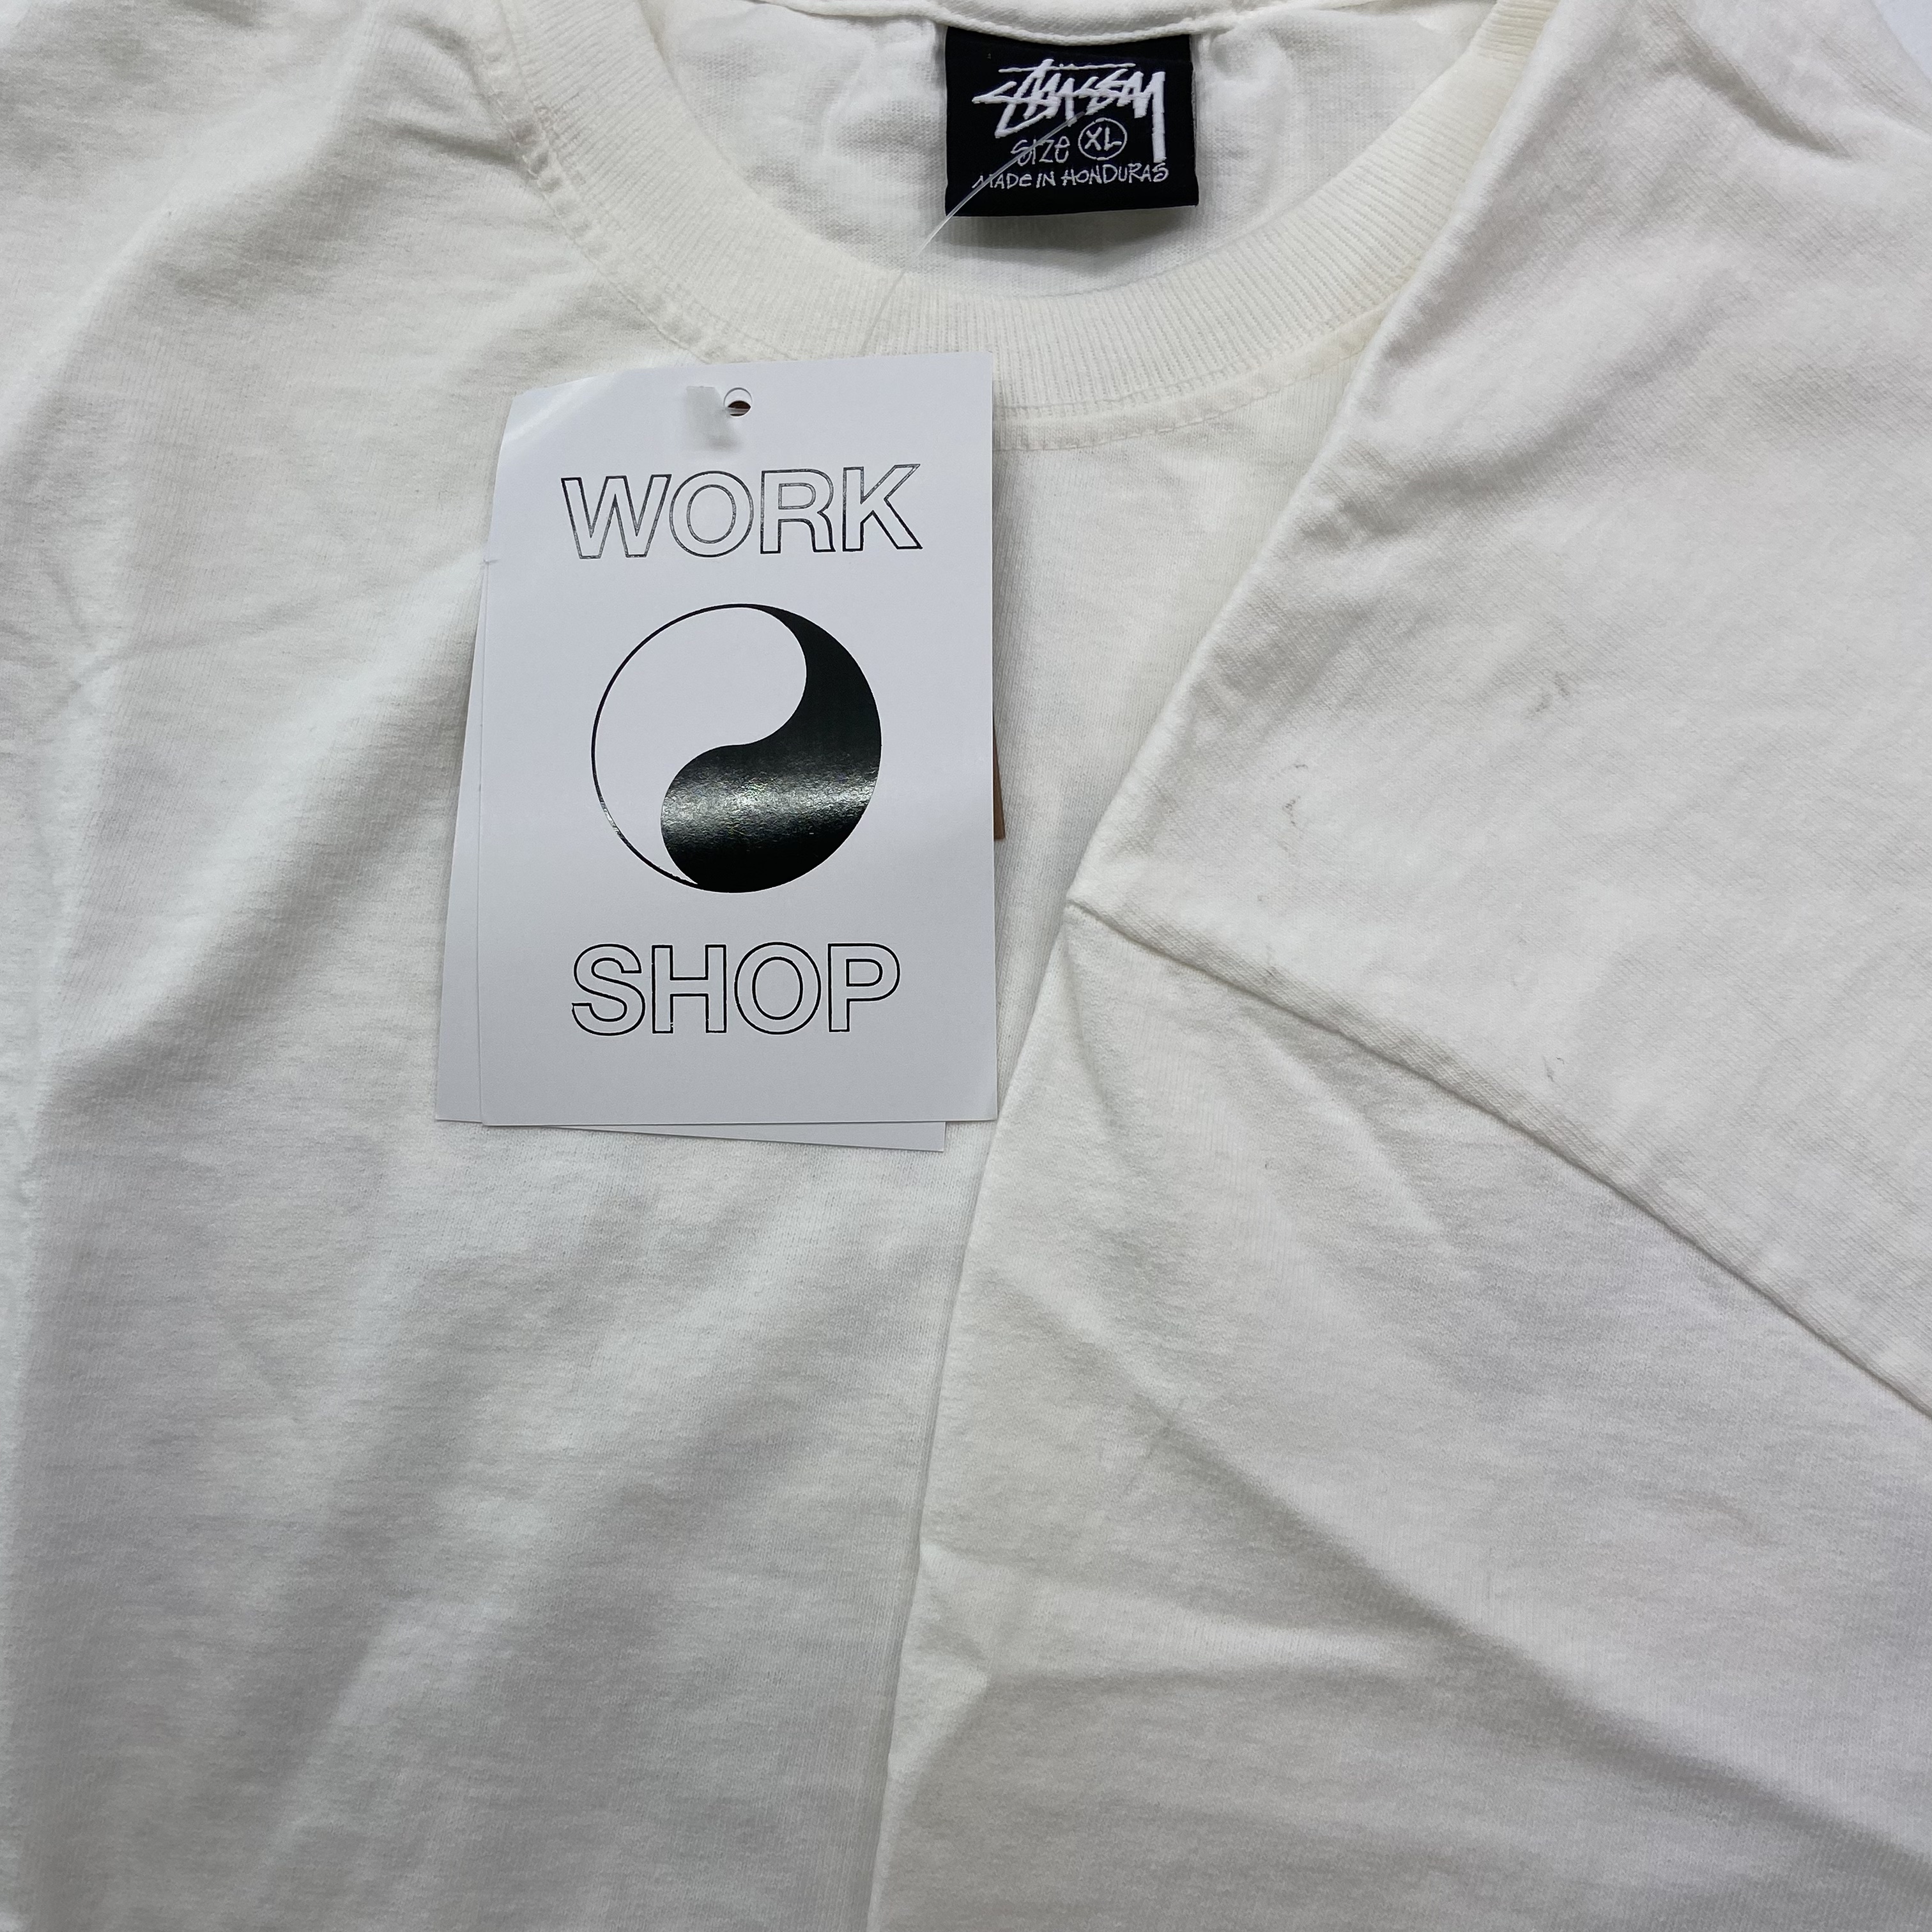 STÜSSY
SIZE XL
MADE IN HONDURAS
WORK
SHOP